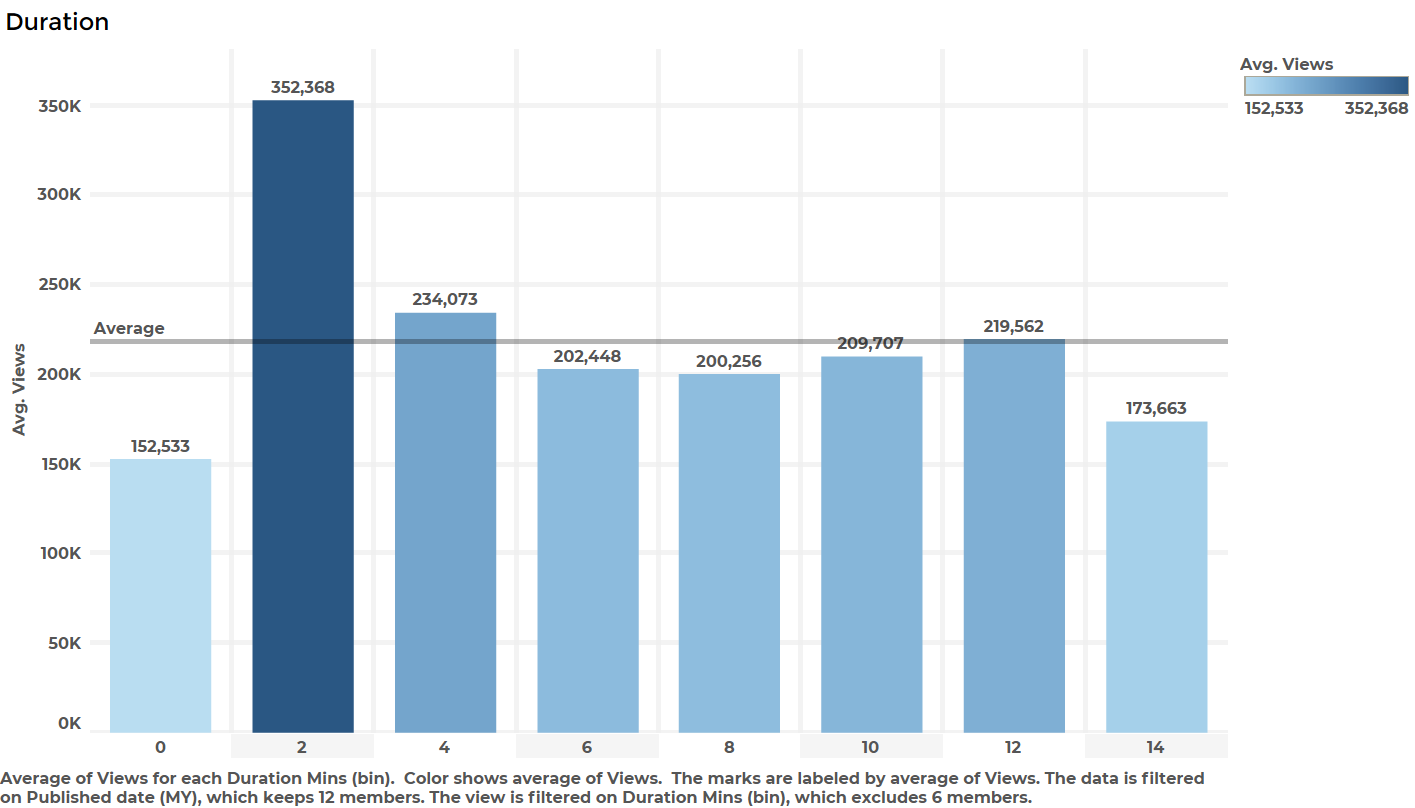 Duration
Avg. Views
152,533 352,368
352,368
350K
300K
250K
234,073
219,562
Average
209,707
202,448
200,256
200K
Avg. Views
173,663
152,533
150K
100K
50K
0K
0 2 4 6 8 10 12 14
Average of Views for each Duration Mins (bin).  Color shows average of Views.  The marks are labeled by average of Views. The data is filtered
on Published date (MY), which keeps 12 members. The view is filtered on Duration Mins (bin), which excludes 6 members.